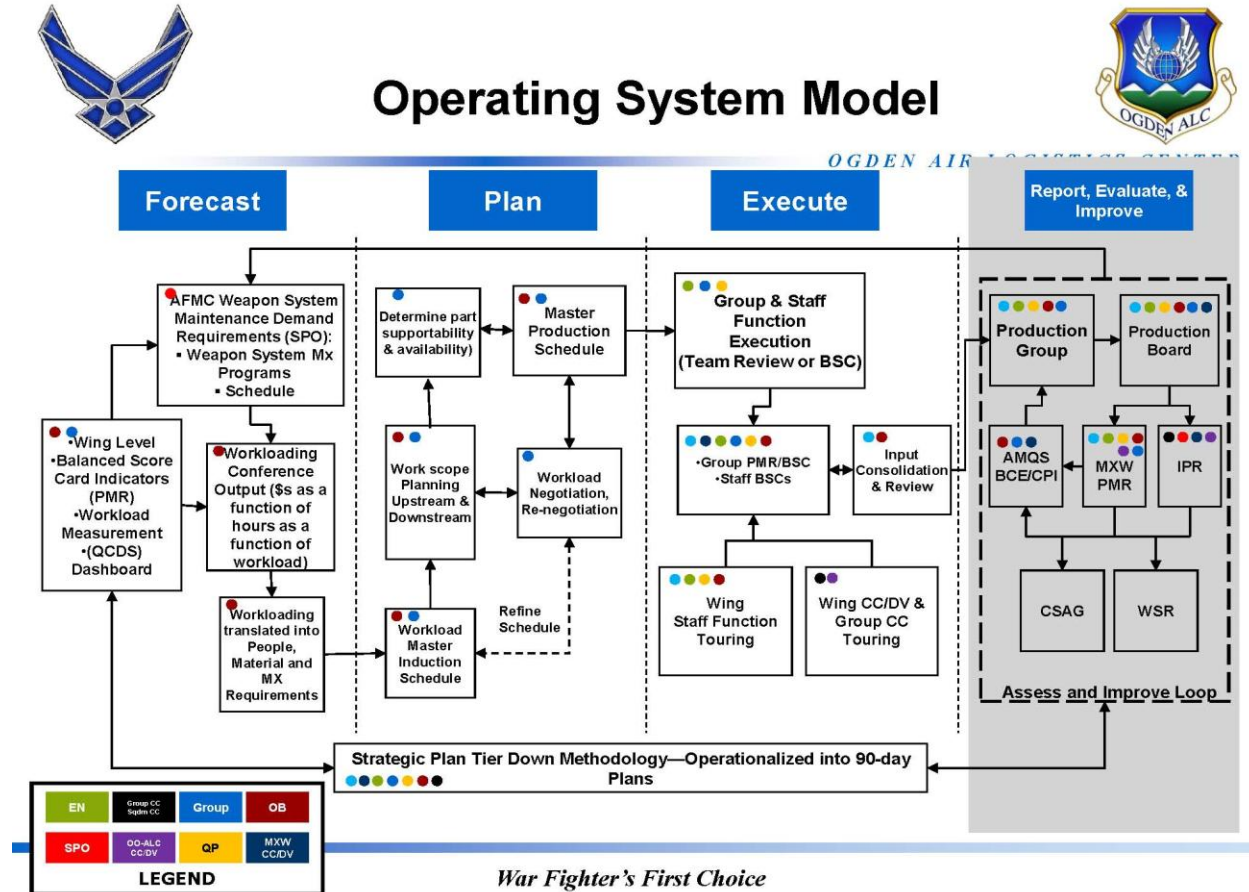 Operating System Model
OGDEN ALC
OGDEN AIR LOGISTICS CENTER
Forecast
Plan
Execute
Report, Evaluate, &
Improve
AFMC Weapon System
Maintenance Demand
Requirements (SPO):
▪ Weapon System Mx
Programs
▪ Schedule
•Wing Level
•Balanced Score
Card Indicators
(PMR)
•Workload
Measurement
•(QCDS)
Dashboard
Workloading
Conference
Output ($s as a
function of
hours as a
function of
workload)
Workloading
translated into
People,
Material and
MX
Requirements
Determine part
supportability
& availability)
Master
Production
Schedule
Work scope
Planning
Upstream &
Downstream
Workload
Negotiation,
Re-negotiation
Workload
Master
Induction
Schedule
Refine
Schedule
Group & Staff
Function
Execution
(Team Review or BSC)
•Group PMR/BSC
•Staff BSCs
Input
Consolidation
& Review
Wing
Staff Function
Touring
Wing CC/DV &
Group CC
Touring
Production
Group
Production
Board
AMQS
BCE/CPI
MXW
PMR
IPR
CSAG
WSR
Assess and Improve Loop
Strategic Plan Tier Down Methodology—Operationalized into 90-day
Plans
EN
Group CC
Sqdrn CC
Group
OB
SPO
OO-ALC
CC/DV
QP
MXW
CC/DV
LEGEND
War Fighter's First Choice